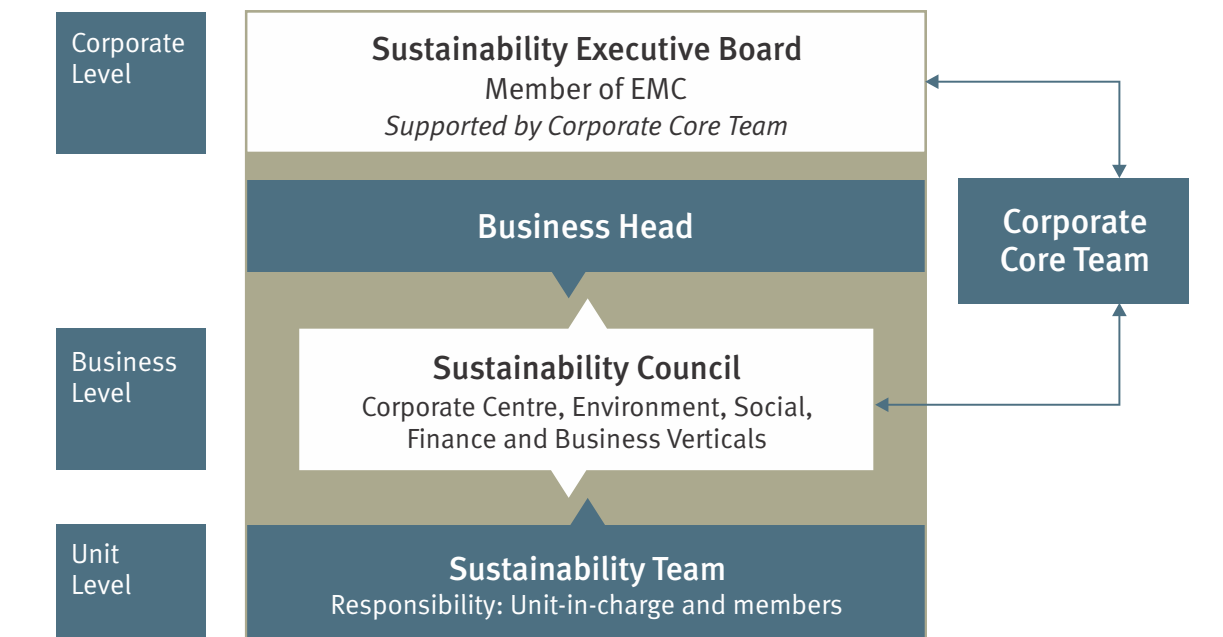 Corporate
Level
Sustainability Executive Board
Member of EMC
Supported by Corporate Core Team
Business Head
Corporate
Core Team
Business
Level
Sustainability Council
Corporate Centre, Environment, Social,
Finance and Business Verticals
Unit
Level
Sustainability Team
Responsibility: Unit-in-charge and members